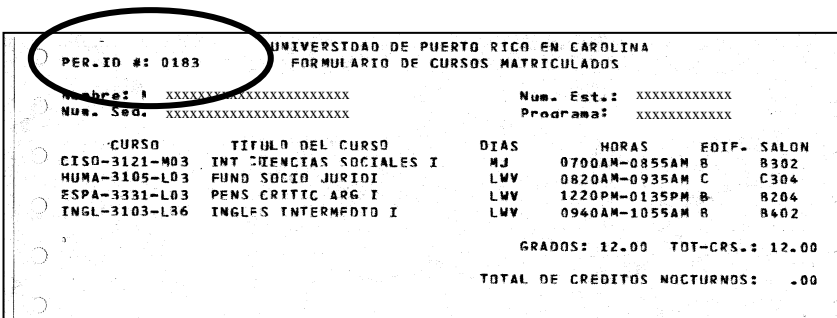 UNIVERSIDAD DE PUERTO RICO EN CAROLINA
PER.ID #: 0183 FORMULARIO DE CURSOS MATRICULADOS
Nombre: xxxxxxxxxxxxxxxxxxxxxxx Num. Est.: xxxxxxxxxxxx
Num. Seg. xxxxxxxxxxxxxxxxxxxxxxx Programa: xxxxxxxxxxxx
CURSO TITULO DEL CURSO DIAS HORAS EDIF. SALON
CISO-3121-M03 INT CIENCIAS SOCIALES I MJ 0700AM-0855AM B B302
HUMA-3105-L03 FUND SOCIO JURIDI LWV 0820AM-0935AM C C304
ESPA-3331-L03 PENS CRITIC ARG I LWV 1220PM-0135PM B B204
INGL-3103-L36 INGLES INTERMEDIO I LWV 0940AM-1055AM B B402
GRADOS: 12.00 TOT-CRS.: 12.00
TOTAL DE CREDITOS NOCTURNOS: .00